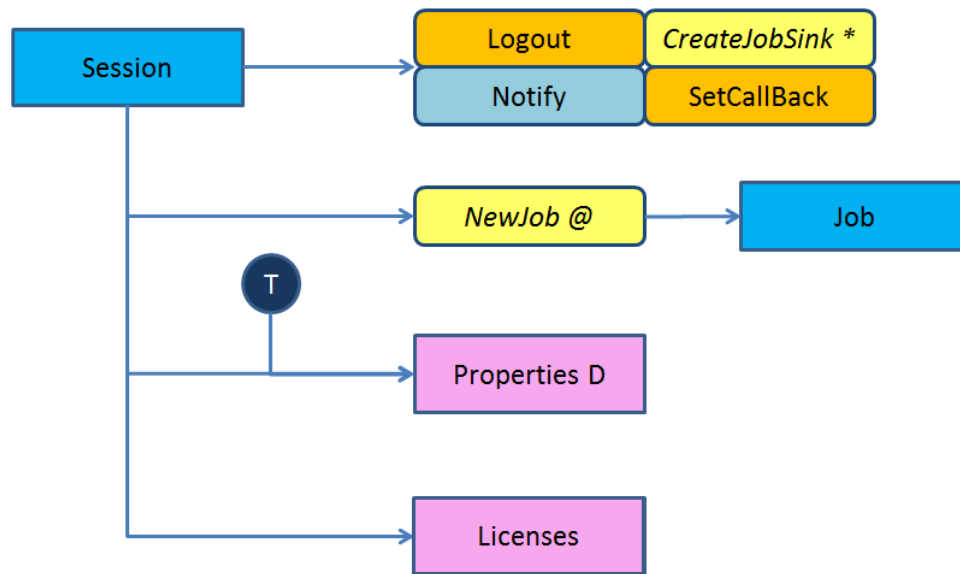 Session
Logout
CreateJobSink *
Notify
SetCallBack
NewJob @
Job
T
Properties D
Licenses